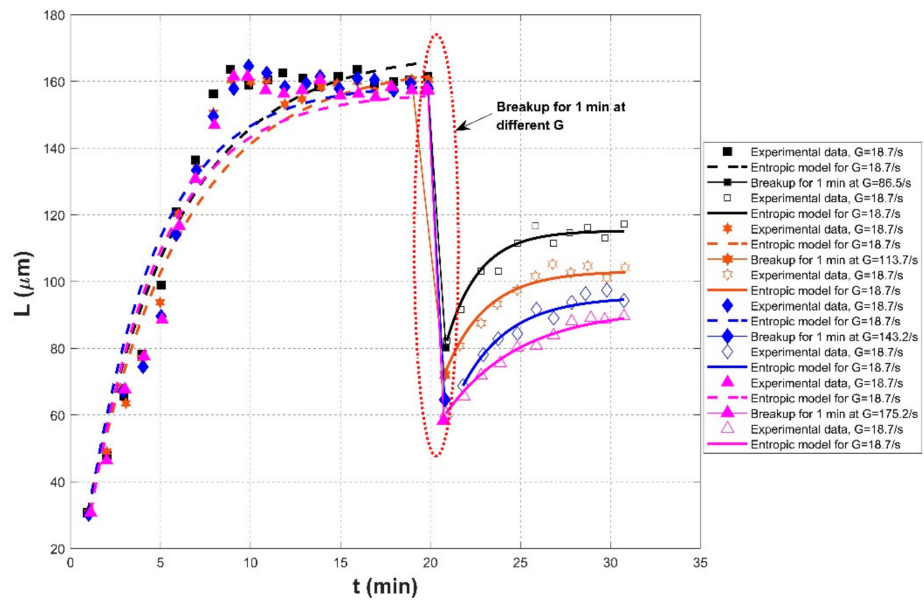 180
160
140
120
100
80
60
40
20
L (μm)
Breakup for 1 min at
different G
0
5
10
15
20
25
30
35
t (min)
Experimental data, G=18.7/s
Entropic model for G=18.7/s
Breakup for 1 min at G=86.5/s
Experimental data, G=18.7/s
Entropic model for G=18.7/s
Experimental data, G=18.7/s
Entropic model for G=18.7/s
Breakup for 1 min at G=113.7/s
Experimental data, G=18.7/s
Entropic model for G=18.7/s
Experimental data, G=18.7/s
Entropic model for G=18.7/s
Breakup for 1 min at G=143.2/s
Experimental data, G=18.7/s
Entropic model for G=18.7/s
Experimental data, G=18.7/s
Entropic model for G=18.7/s
Breakup for 1 min at G=175.2/s
Experimental data, G=18.7/s
Entropic model for G=18.7/s